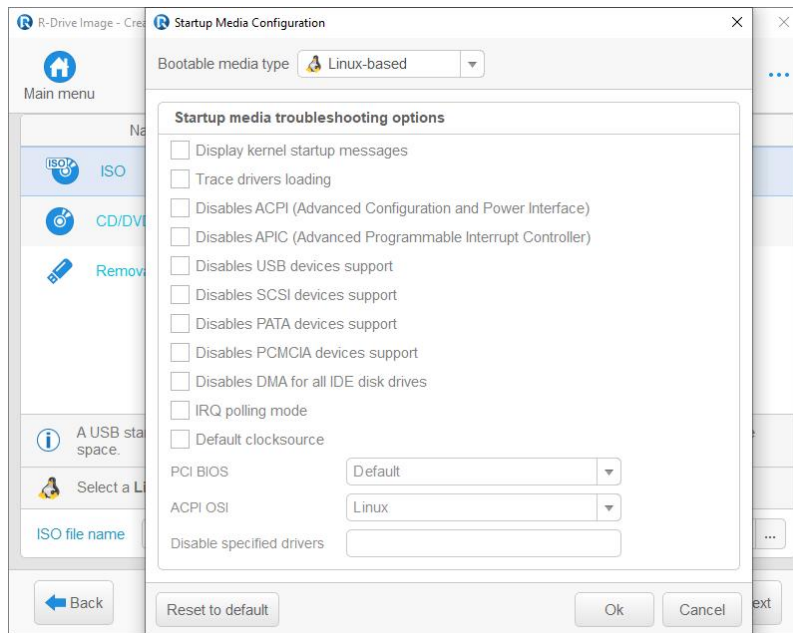 R-Drive Image - Crea
Startup Media Configuration
Main menu
Bootable media type Linux-based
Startup media troubleshooting options
Na
Display kernel startup messages
ISO
ISO
Trace drivers loading
Disables ACPI (Advanced Configuration and Power Interface)
CD/DVD
Disables APIC (Advanced Programmable Interrupt Controller)
Disables USB devices support
Remova
Disables SCSI devices support
Disables PATA devices support
Disables PCMCIA devices support
Disables DMA for all IDE disk drives
IRQ polling mode
A USB sta
space.
Default clocksource
PCI BIOS Default
Select a Li
ACPI OSI Linux
ISO file name
Disable specified drivers
...
Back
Reset to default
Ok
Cancel
ext